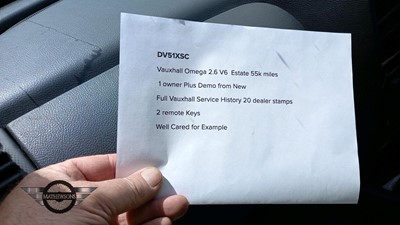 DV51XSC
Vauxhall Omega 2.6 V6 Estate 55k miles
1 owner Plus Demo from New
Full Vauxhall Service History 20 dealer stamps
2 remote Keys
Well Cared for Example
MATHEWSONS